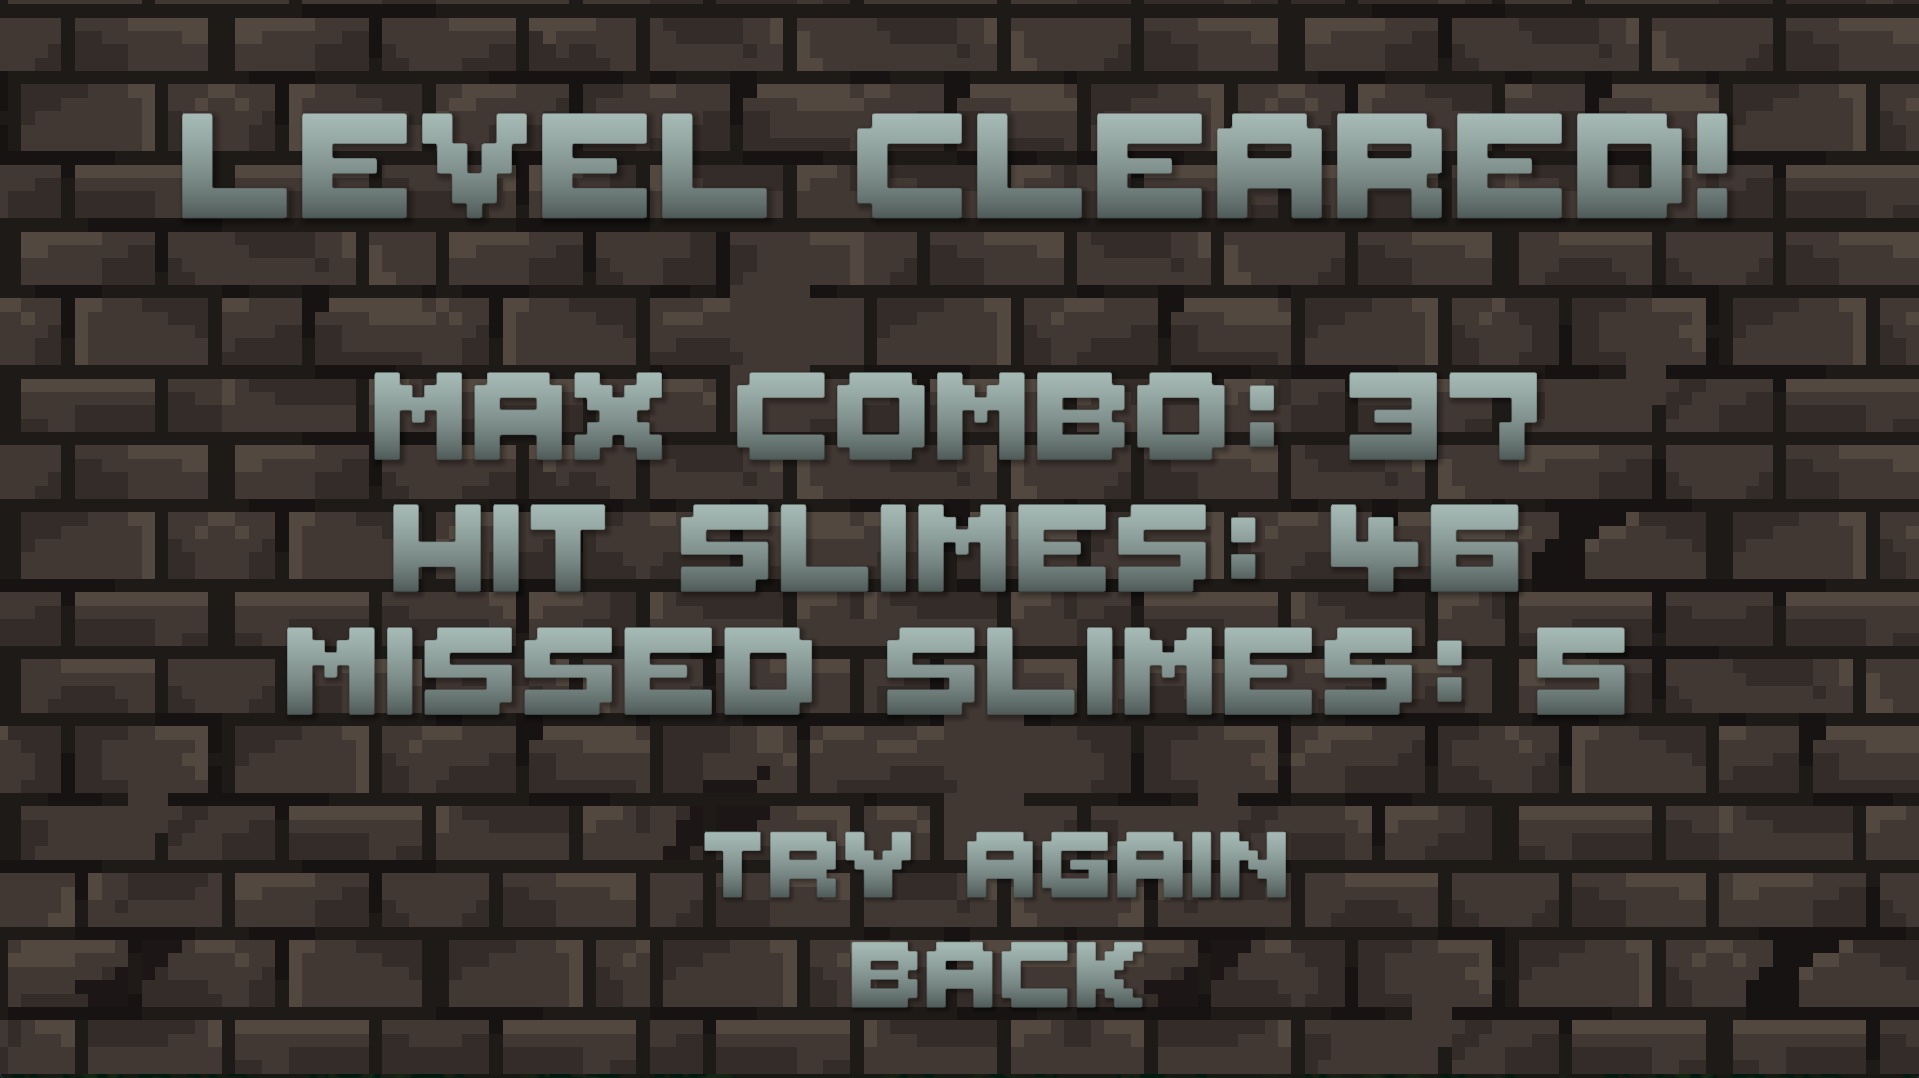 LEVEL CLEARED!
MAX COMBO: 37
HIT SLIMES: 46
MISSED SLIMES: 5
TRY AGAIN
BACK